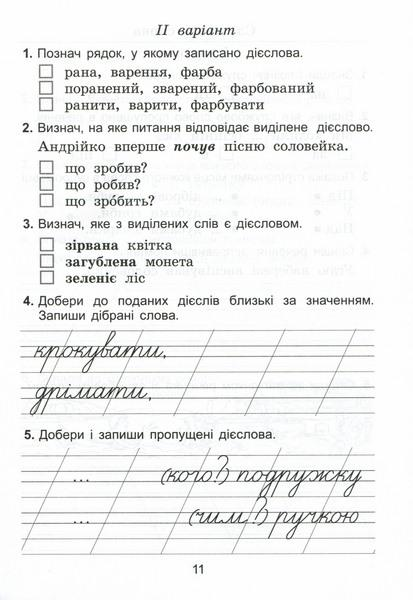 II варіант
1. Познач рядок, у якому записано дієслова.
рана, варення, фарба
поранений, зварений, фарбований
ранити, варити, фарбувати
2. Визнач, на яке питання відповідає виділене дієслово.
Андрійко вперше почув пісню соловейка.
що зробив?
що робив?
що зро́бить?
3. Визнач, яке з виділених слів є дієсловом.
зірвана квітка
загублена монета
зеленіє ліс
4. Добери до поданих дієслів близькі за значенням.
Запиши дібрані слова.
крокувати,
дрімати,
5. Добери і запиши пропущені дієслова.
... (кого?) подружку
... (чим?) ручкою
11